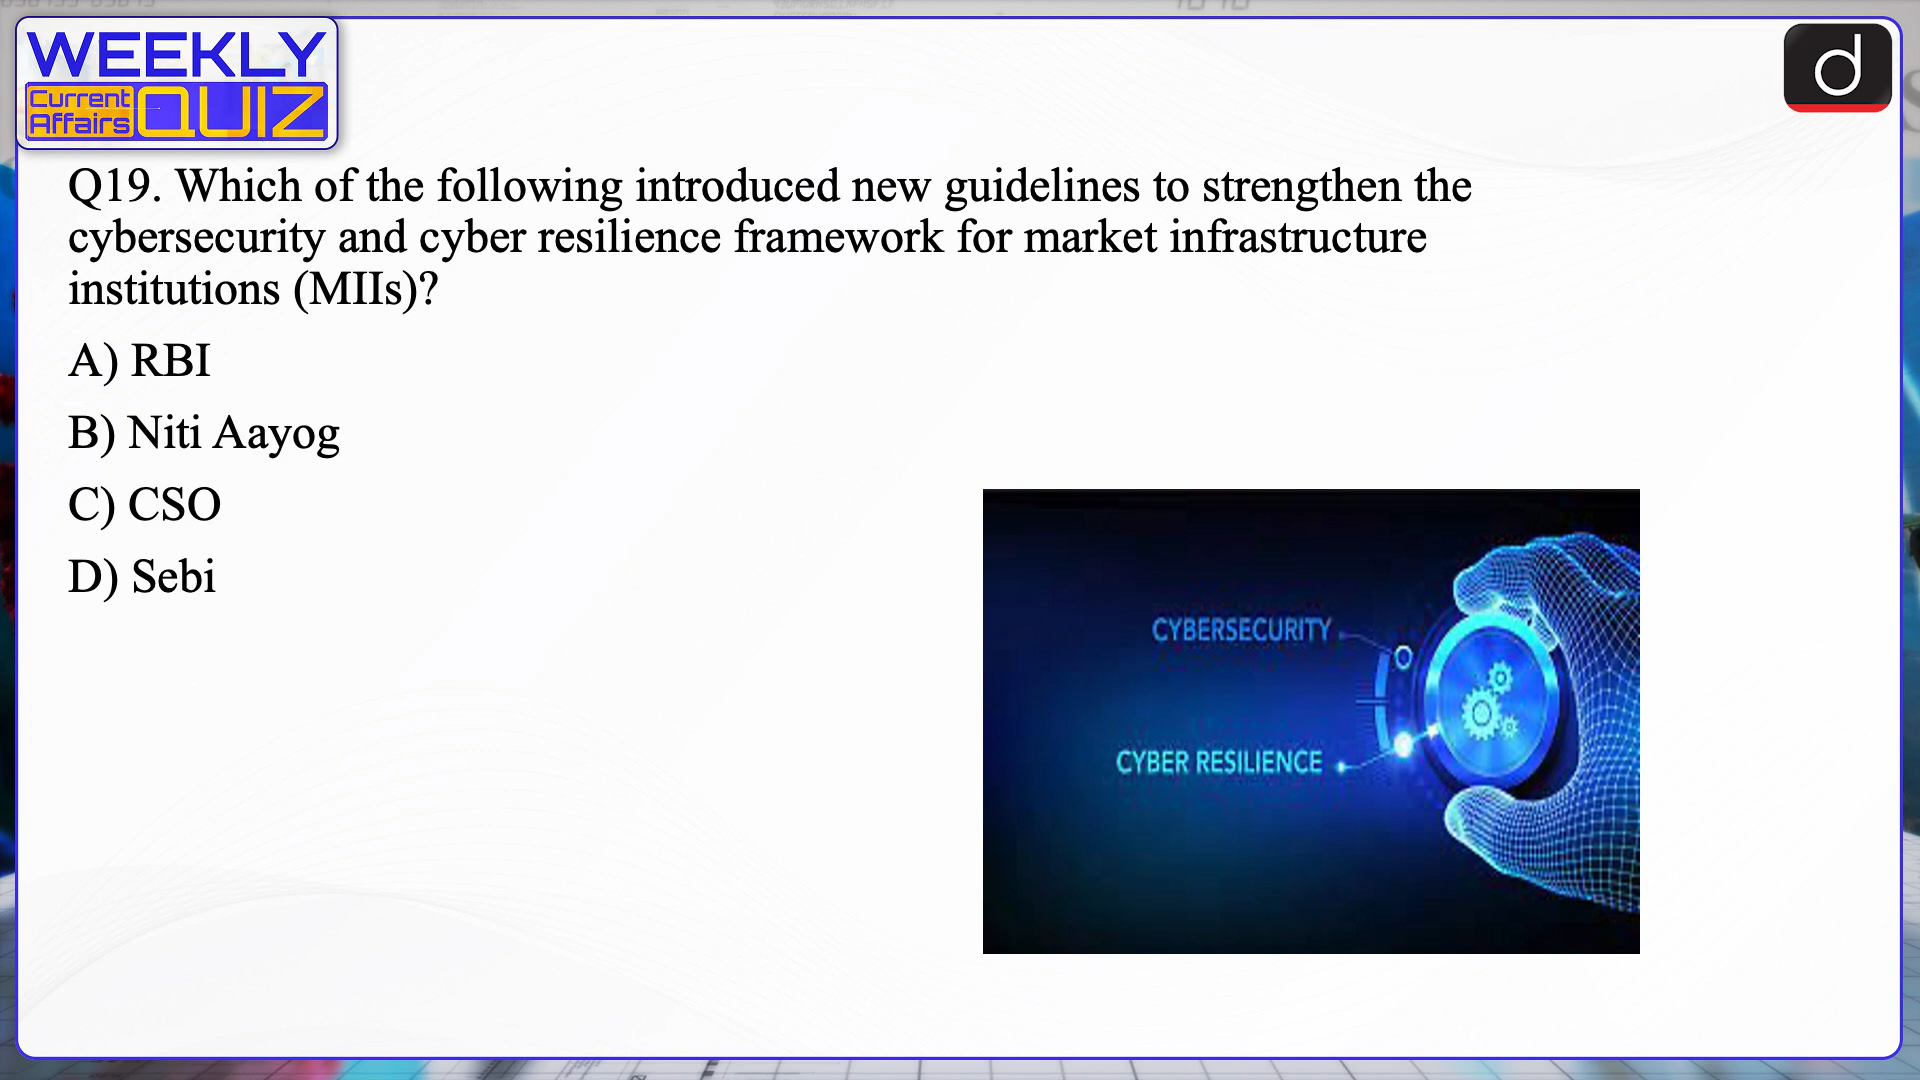 WEEKLY
Current
Affairs
QUIZ
d
Q19. Which of the following introduced new guidelines to strengthen the
cybersecurity and cyber resilience framework for market infrastructure
institutions (MIIs)?
A) RBI
B) Niti Aayog
C) CSO
D) Sebi
CYBERSECURITY
CYBER RESILIENCE